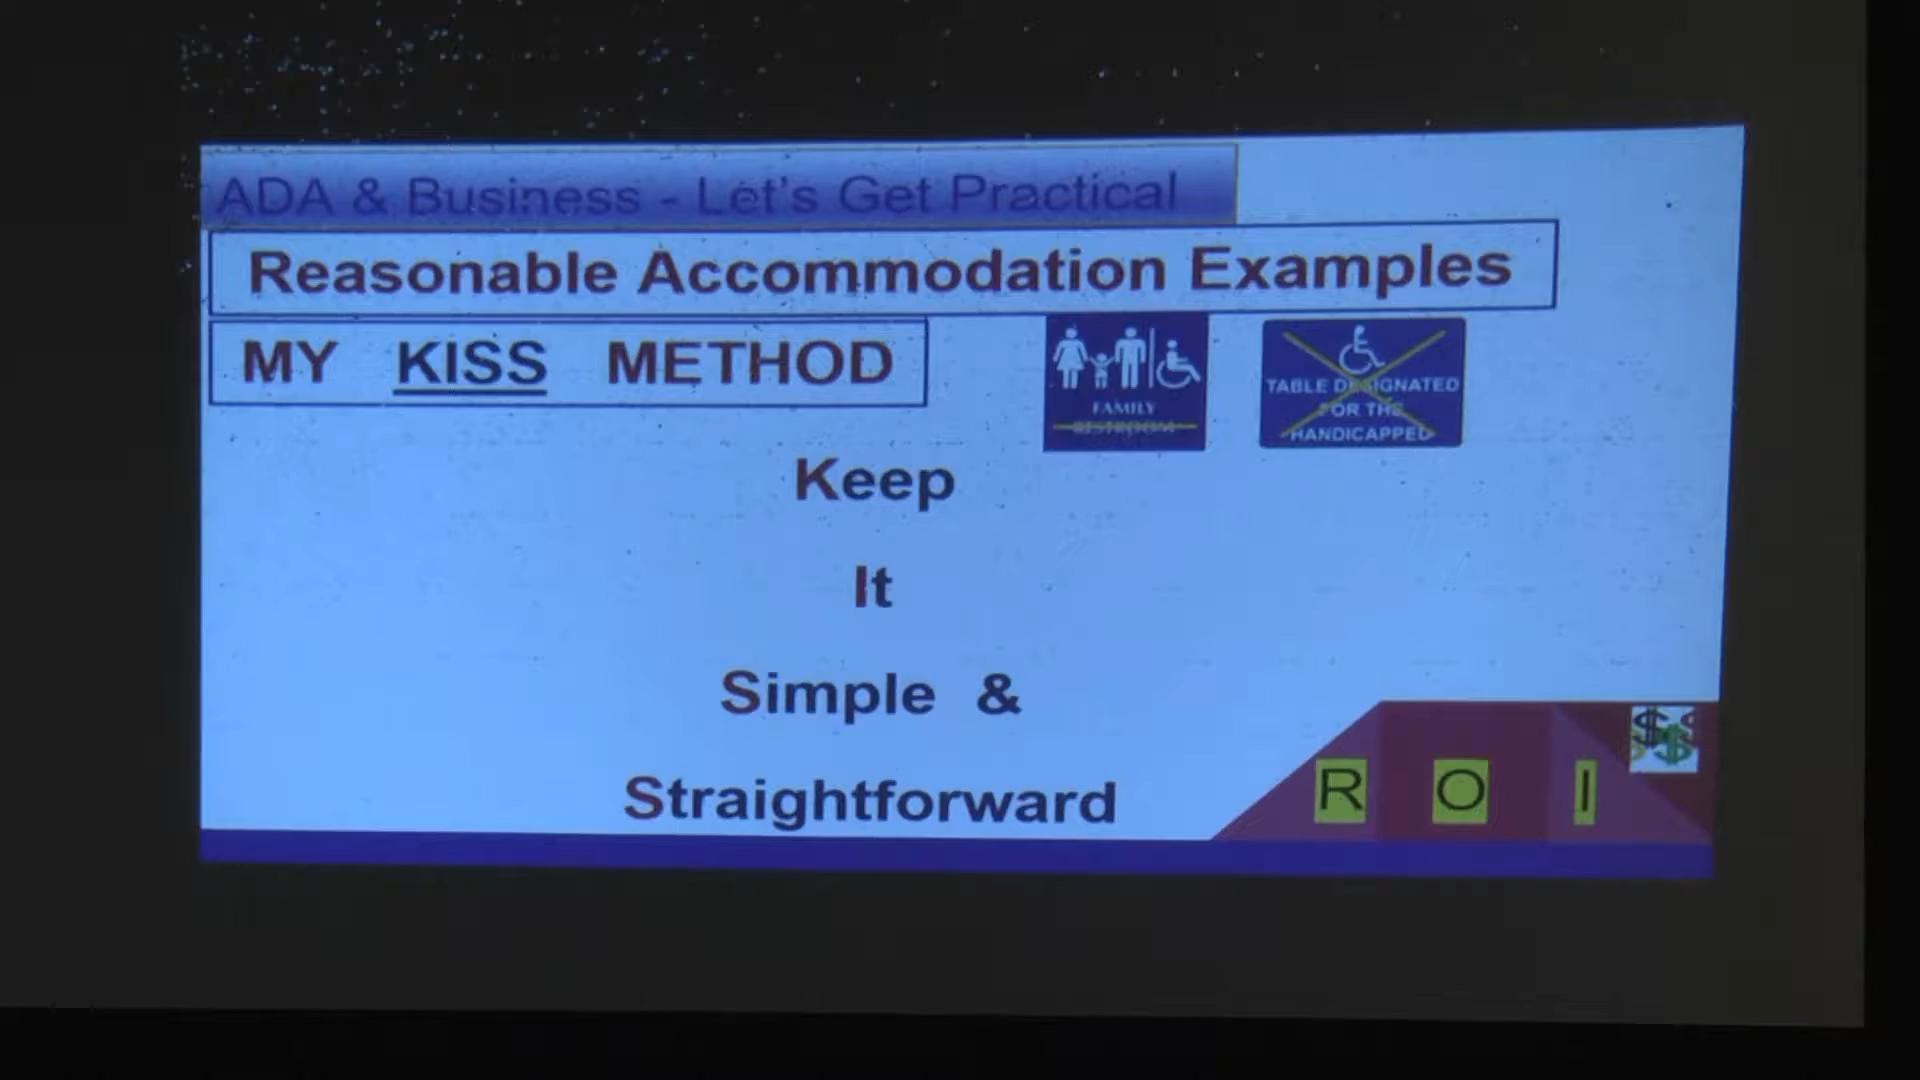 ADA & Business - Let's Get Practical
Reasonable Accommodation Examples
MY KISS METHOD
FAMILY
RESTROOM
TABLE DESIGNATED
FOR THE
HANDICAPPED
Keep
It
Simple &
Straightforward
R O I
$$